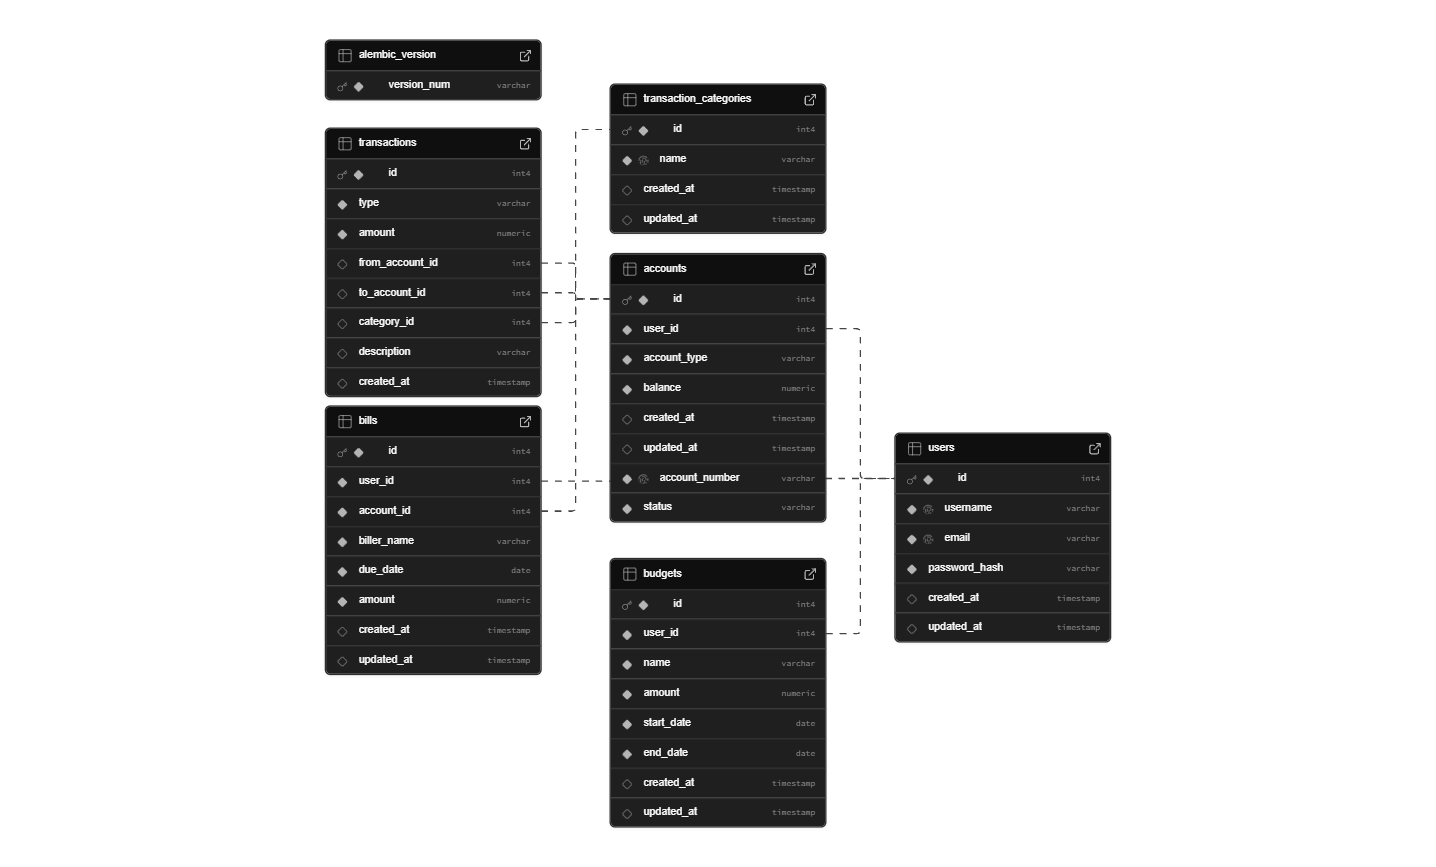 alembic_version
version_num varchar
transactions
id int4
type varchar
amount numeric
from_account_id int4
to_account_id int4
category_id int4
description varchar
created_at timestamp
bills
id int4
user_id int4
account_id int4
biller_name varchar
due_date date
amount numeric
created_at timestamp
updated_at timestamp
transaction_categories
id int4
name varchar
created_at timestamp
updated_at timestamp
accounts
id int4
user_id int4
account_type varchar
balance numeric
created_at timestamp
updated_at timestamp
account_number varchar
status varchar
budgets
id int4
user_id int4
name varchar
amount numeric
start_date date
end_date date
created_at timestamp
updated_at timestamp
users
id int4
username varchar
email varchar
password_hash varchar
created_at timestamp
updated_at timestamp